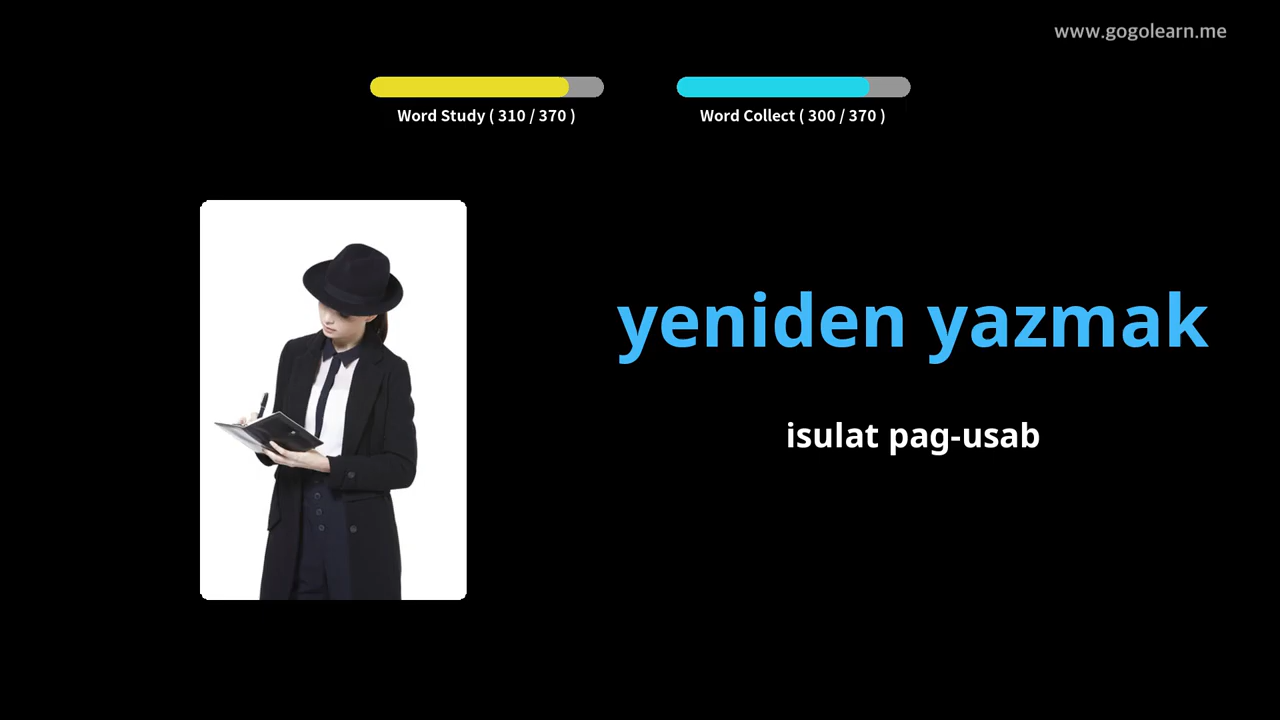 www.gogolearn.me
Word Study ( 310 / 370 )
Word Collect ( 300 / 370 )
yeniden yazmak
isulat pag-usab